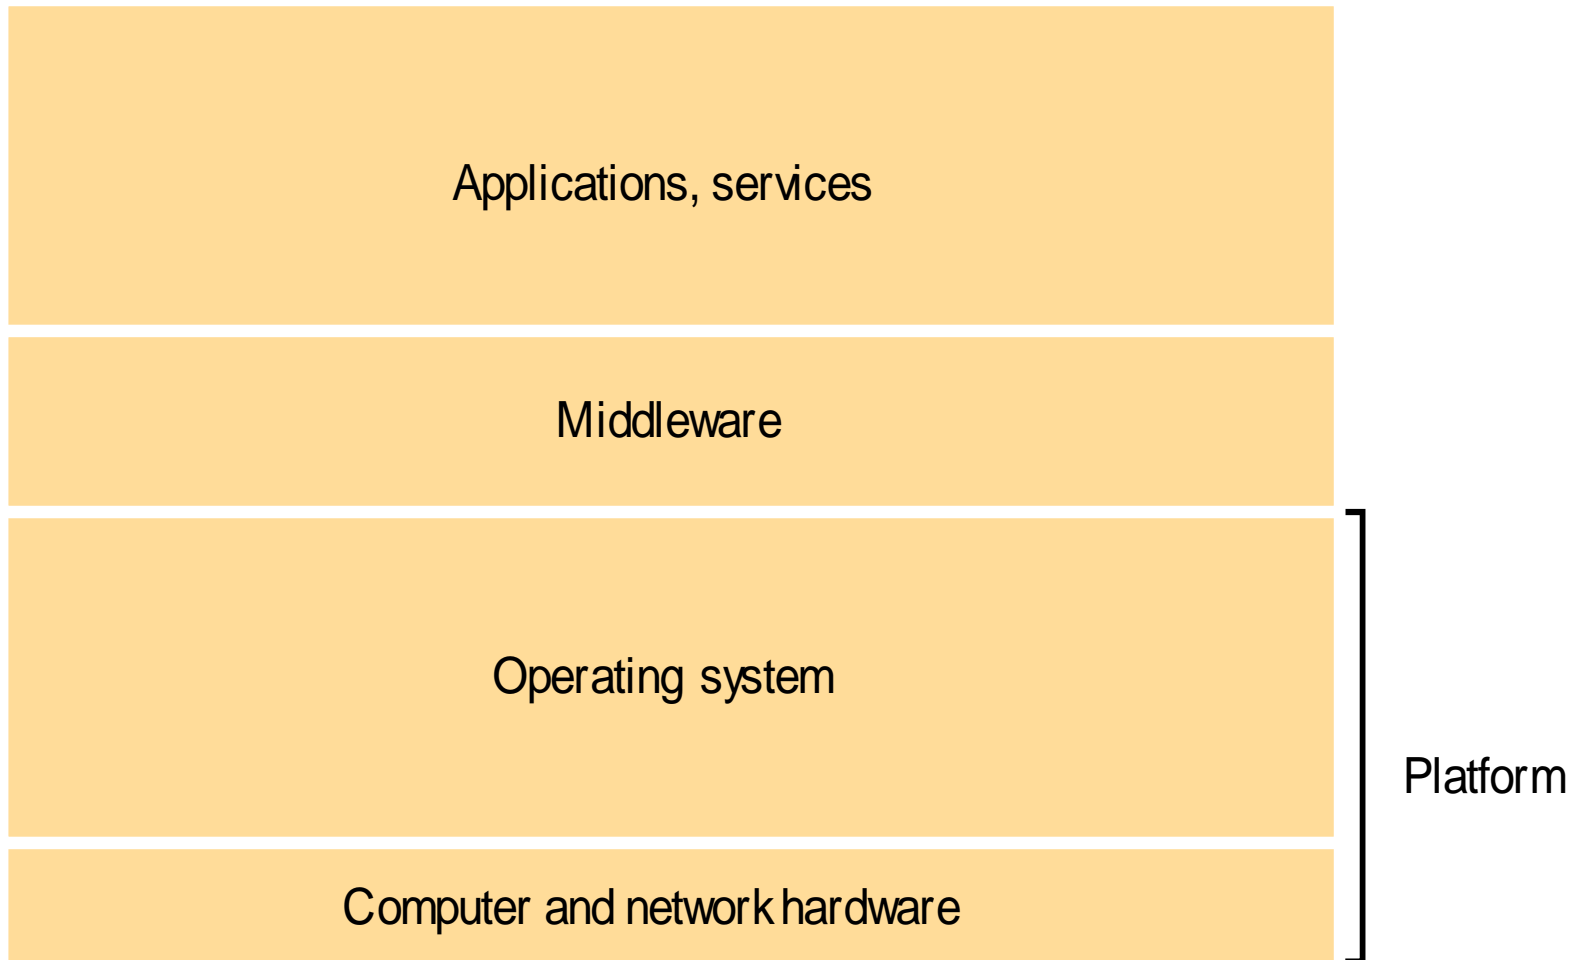 Applications, services
Middleware
Operating system
Platform
Computer and network hardware